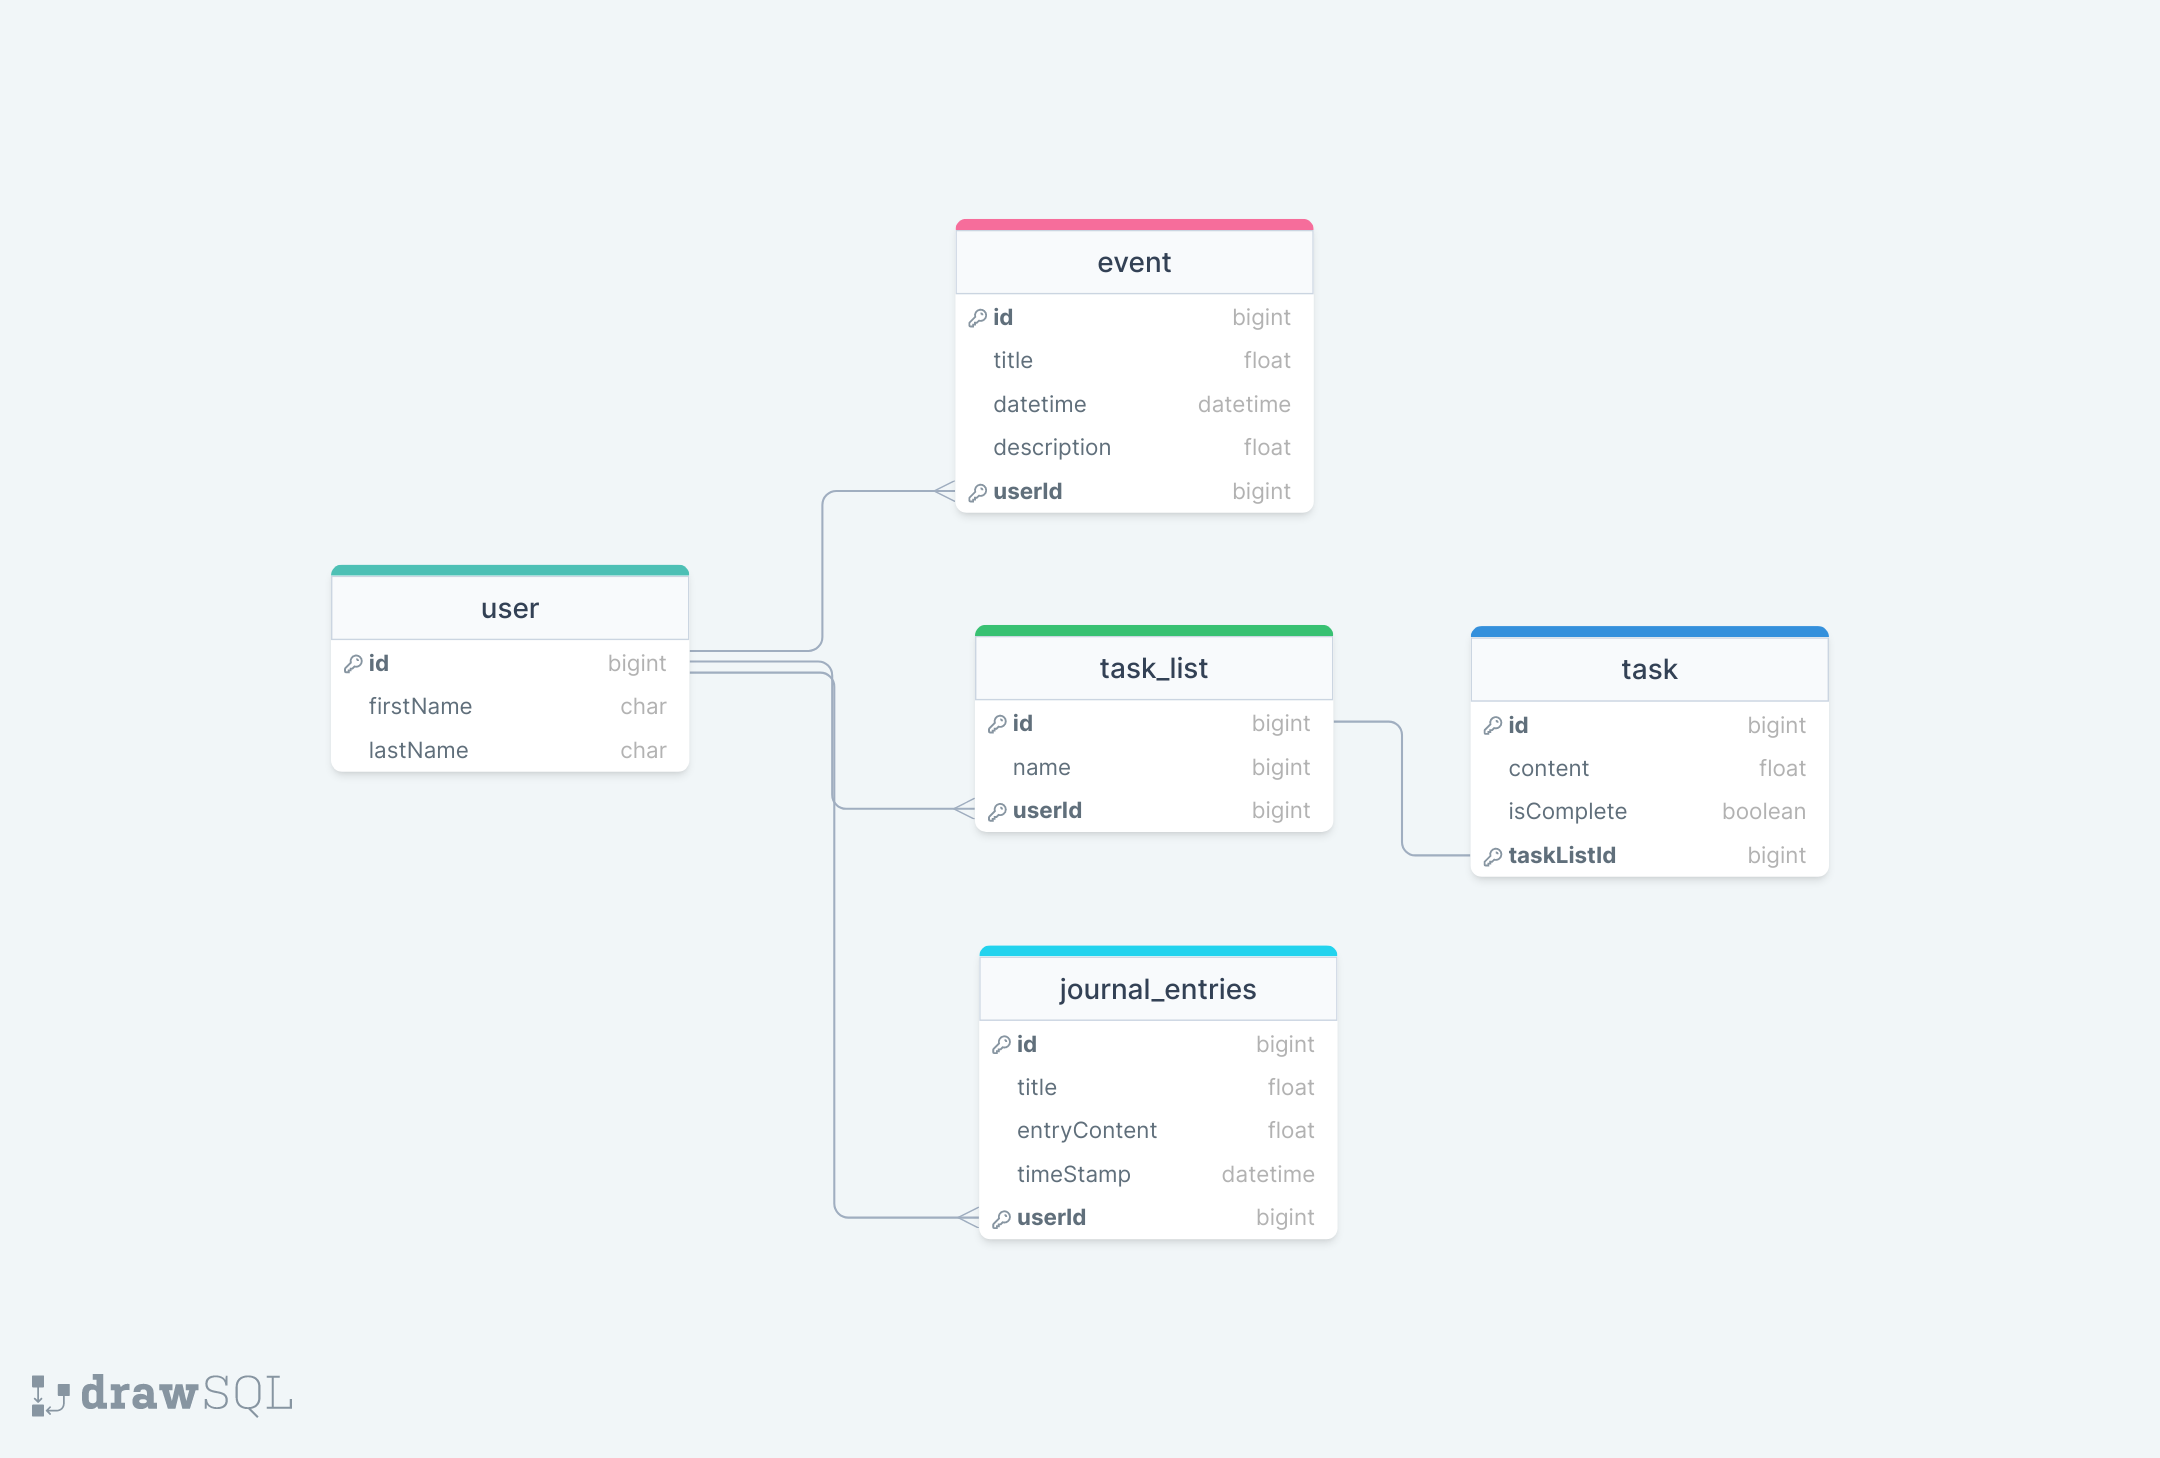 event
id bigint
title float
datetime datetime
description float
userId bigint
user
id bigint
firstName char
lastName char
task_list
id bigint
name bigint
userId bigint
task
id bigint
content float
isComplete boolean
taskListId bigint
journal_entries
id bigint
title float
entryContent float
timeStamp datetime
userId bigint
drawSQL